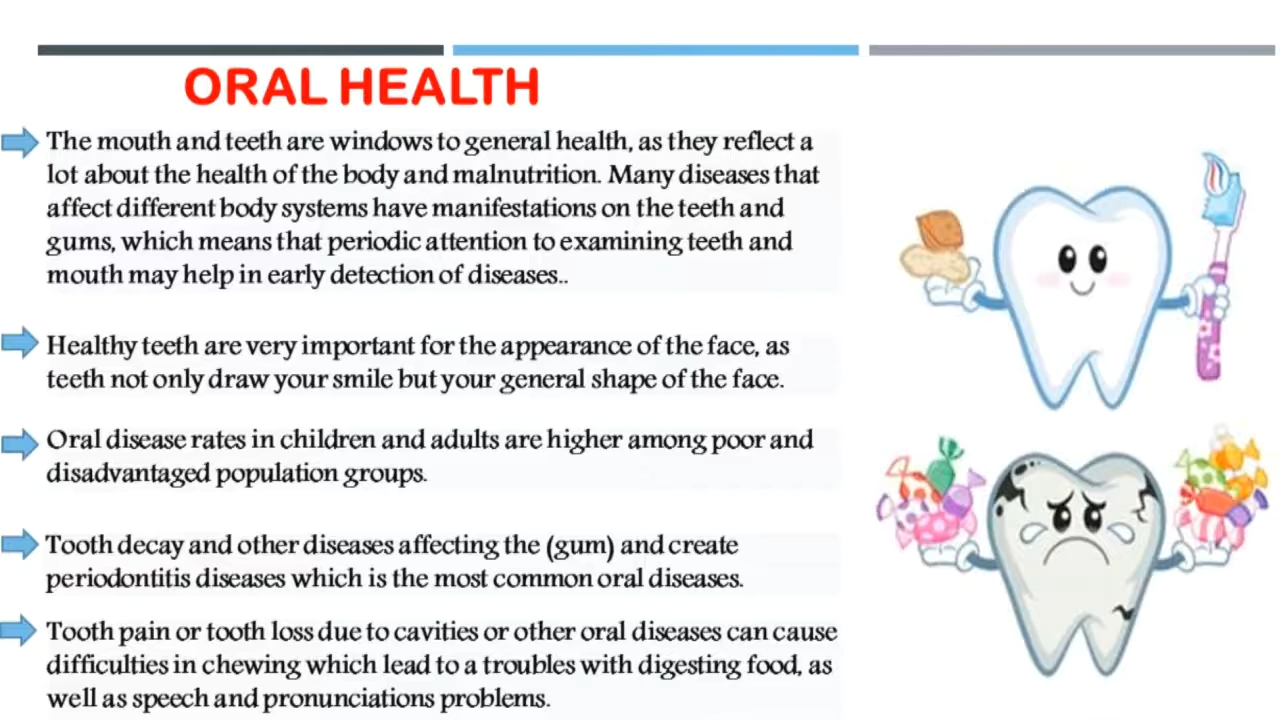 ORAL HEALTH
The mouth and teeth are windows to general health, as they reflect a
lot about the health of the body and malnutrition. Many diseases that
affect different body systems have manifestations on the teeth and
gums, which means that periodic attention to examining teeth and
mouth may help in early detection of diseases..
Healthy teeth are very important for the appearance of the face, as
teeth not only draw your smile but your general shape of the face.
Oral disease rates in children and adults are higher among poor and
disadvantaged population groups.
Tooth decay and other diseases affecting the (gum) and create
periodontitis diseases which is the most common oral diseases.
Tooth pain or tooth loss due to cavities or other oral diseases can cause
difficulties in chewing which lead to a troubles with digesting food, as
well as speech and pronunciations problems.